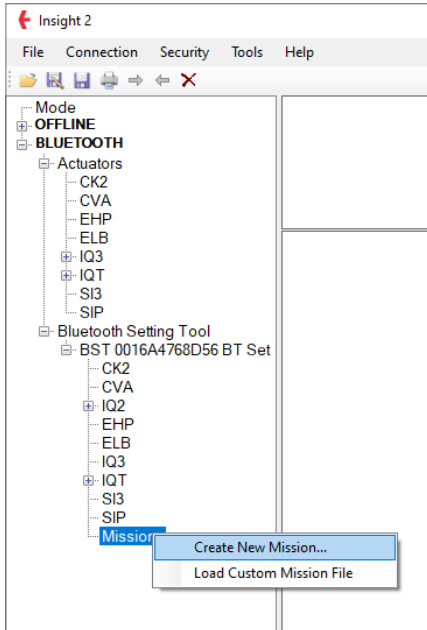 Insight 2
File Connection Security Tools Help
Mode
OFFLINE
BLUETOOTH
Actuators
CK2
CVA
EHP
ELB
IQ3
IQT
SI3
SIP
Bluetooth Setting Tool
BST 0016A4768D56 BT Set
CK2
CVA
IQ2
EHP
ELB
IQ3
IQT
SI3
SIP
Mission
Create New Mission...
Load Custom Mission File